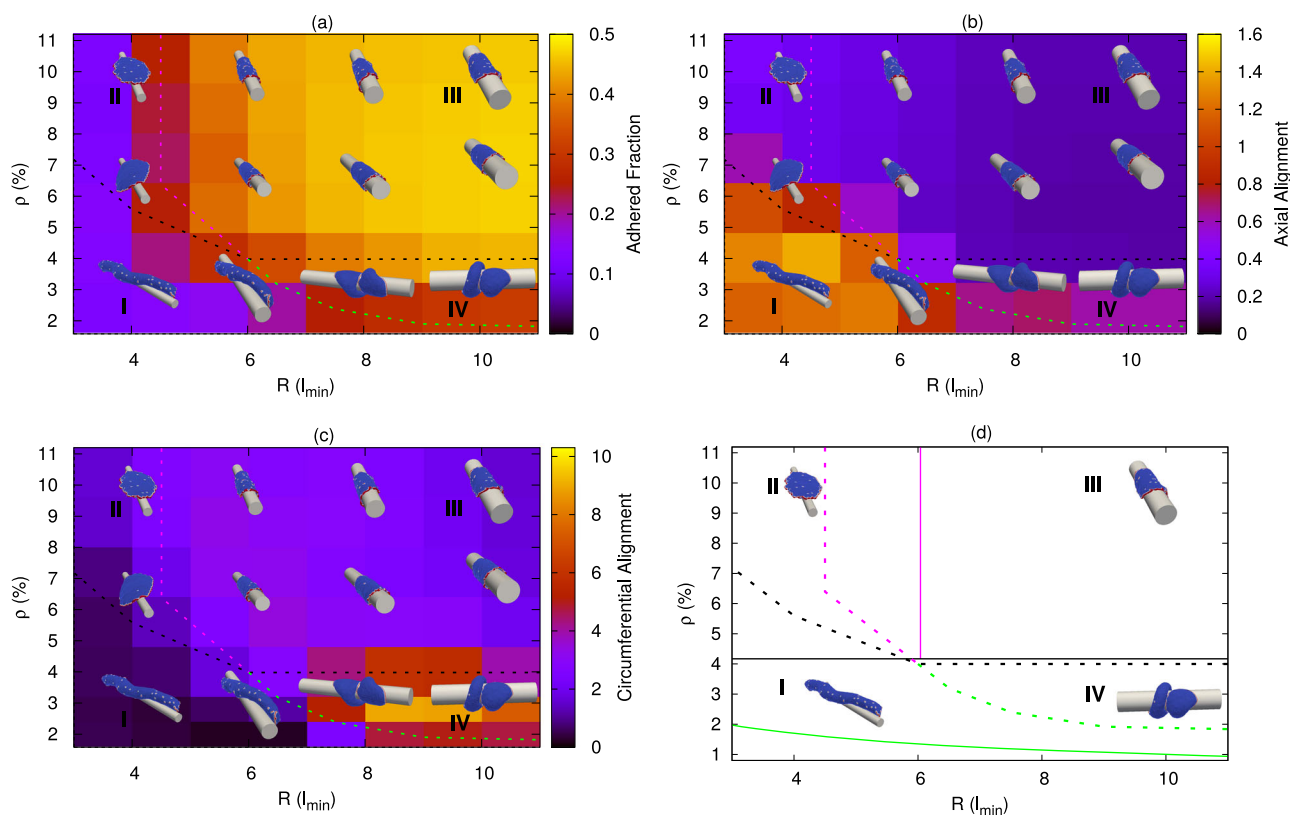 (a)
11
10
9
8
7
6
5
4
3
2
ρ (%)
4
6
8
10
R (lmin)
II
III
I
IV
0.5
0.4
0.3
0.2
0.1
0
Adhered Fraction
(b)
11
10
9
8
7
6
5
4
3
2
ρ (%)
4
6
8
10
R (lmin)
II
III
I
IV
1.6
1.4
1.2
1
0.8
0.6
0.4
0.2
0
Axial Alignment
(c)
11
10
9
8
7
6
5
4
3
2
ρ (%)
4
6
8
10
R (lmin)
II
III
I
IV
10
8
6
4
2
0
Circumferential Alignment
(d)
11
10
9
8
7
6
5
4
3
2
1
ρ (%)
4
6
8
10
R (lmin)
II
III
I
IV